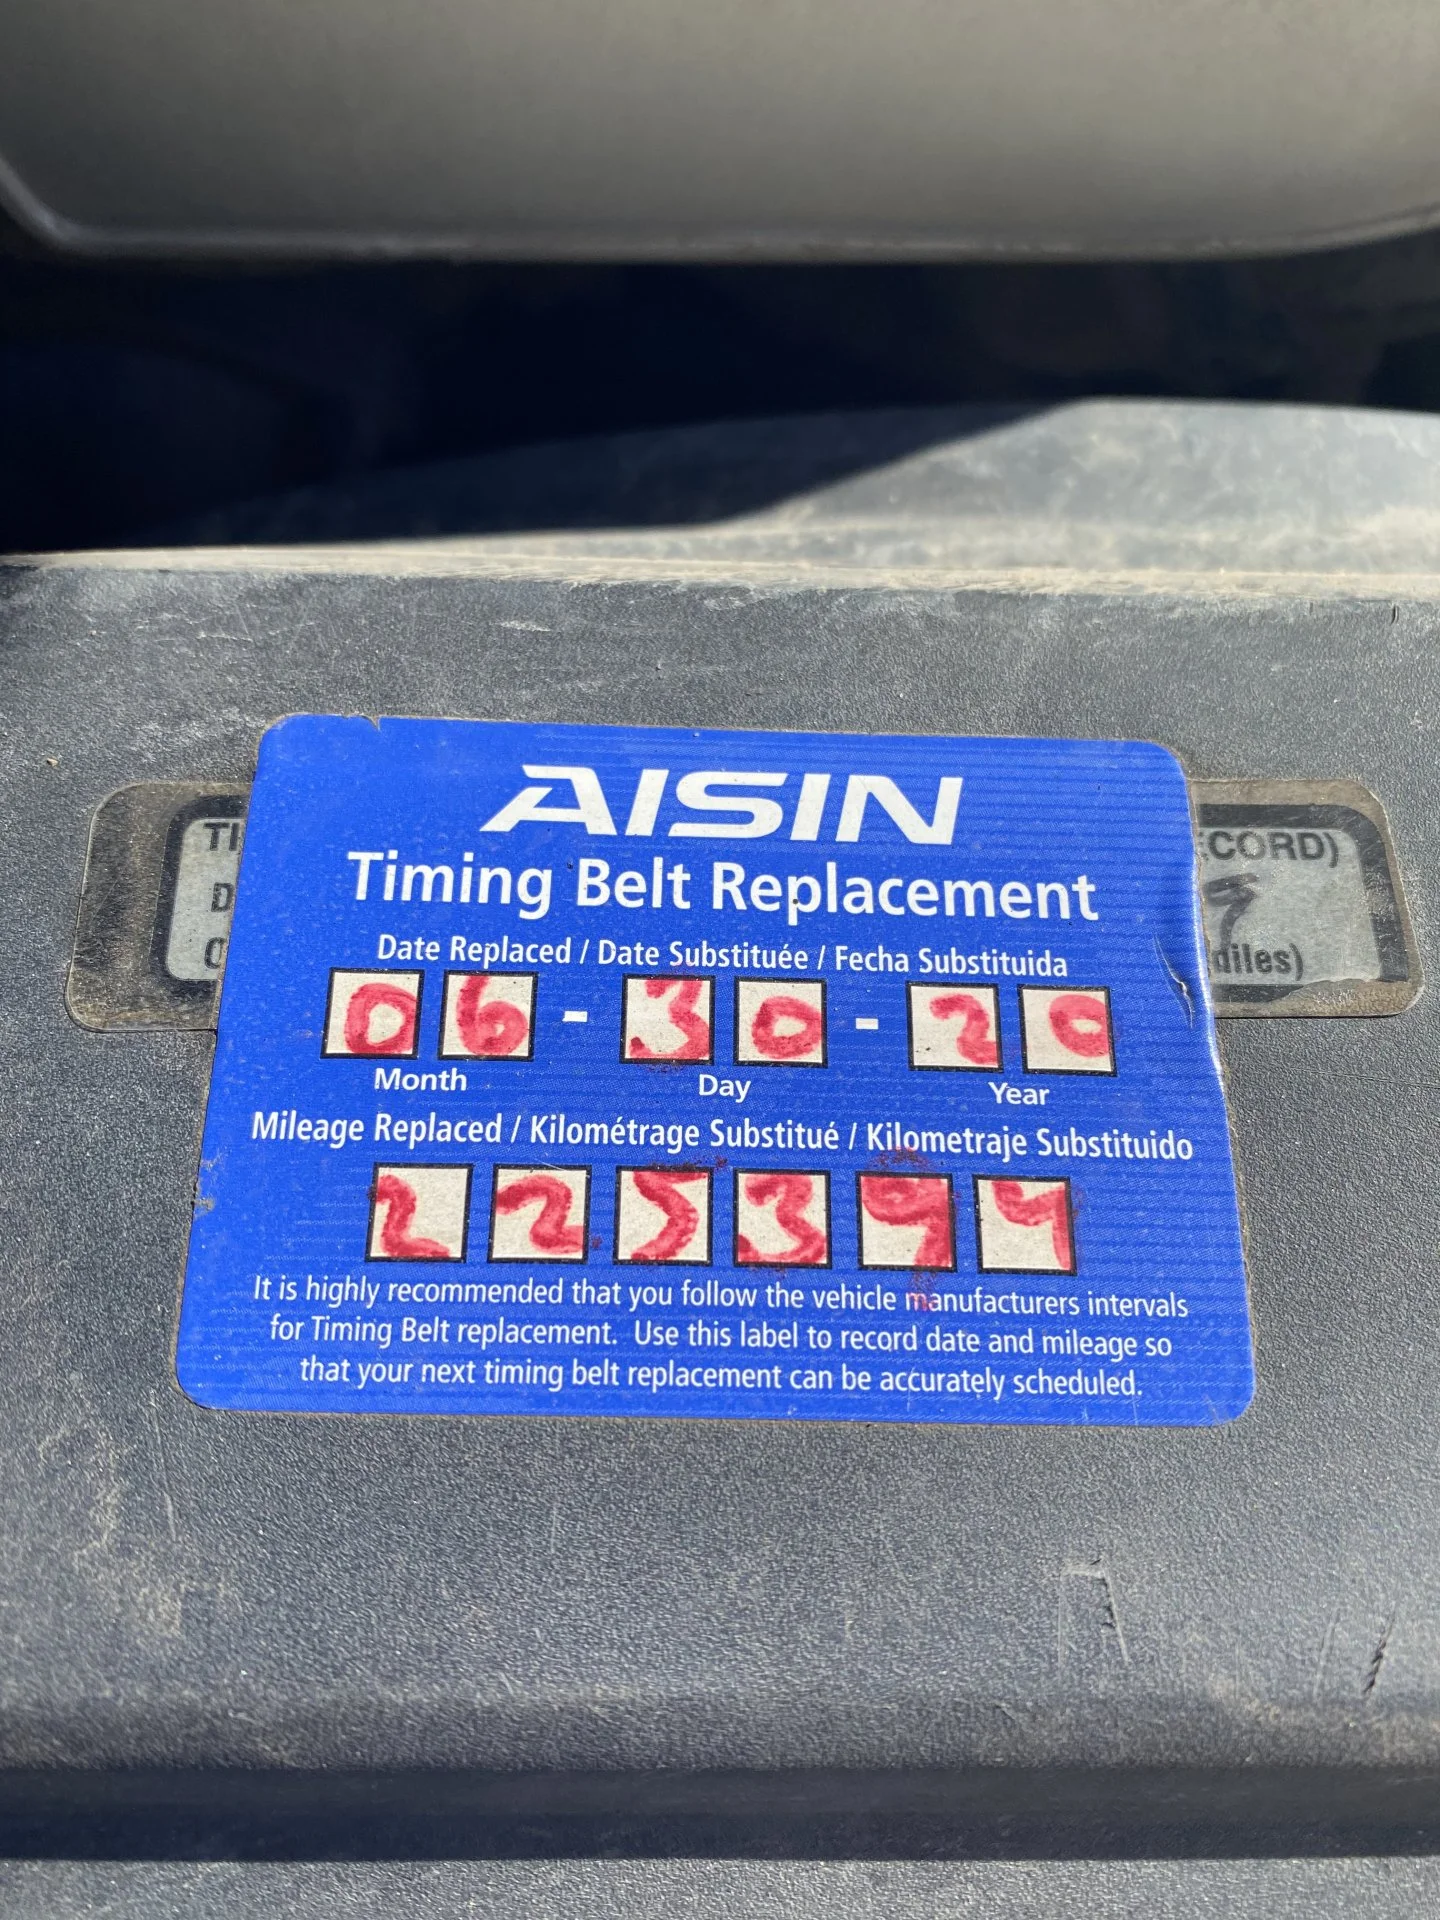 AISIN
Timing Belt Replacement
Date Replaced / Date Substituée / Fecha Substituida
06 - 30 - 20
Month Day Year
Mileage Replaced / Kilométrage Substitué / Kilometraje Substituido
225394
It is highly recommended that you follow the vehicle manufacturers intervals
for Timing Belt replacement. Use this label to record date and mileage so
that your next timing belt replacement can be accurately scheduled.